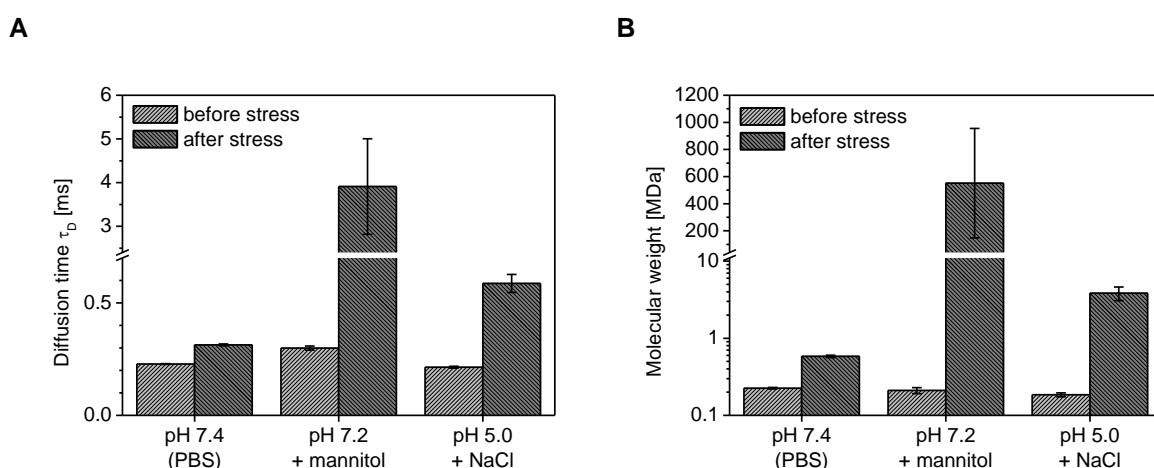 A
Diffusion time τD [ms]
6
5
4
3
0.5
0.0
before stress
after stress
pH 7.4
(PBS)
pH 7.2
+ mannitol
pH 5.0
+ NaCl
B
Molecular weight [MDa]
1200
1000
800
600
400
200
10
1
0.1
before stress
after stress
pH 7.4
(PBS)
pH 7.2
+ mannitol
pH 5.0
+ NaCl